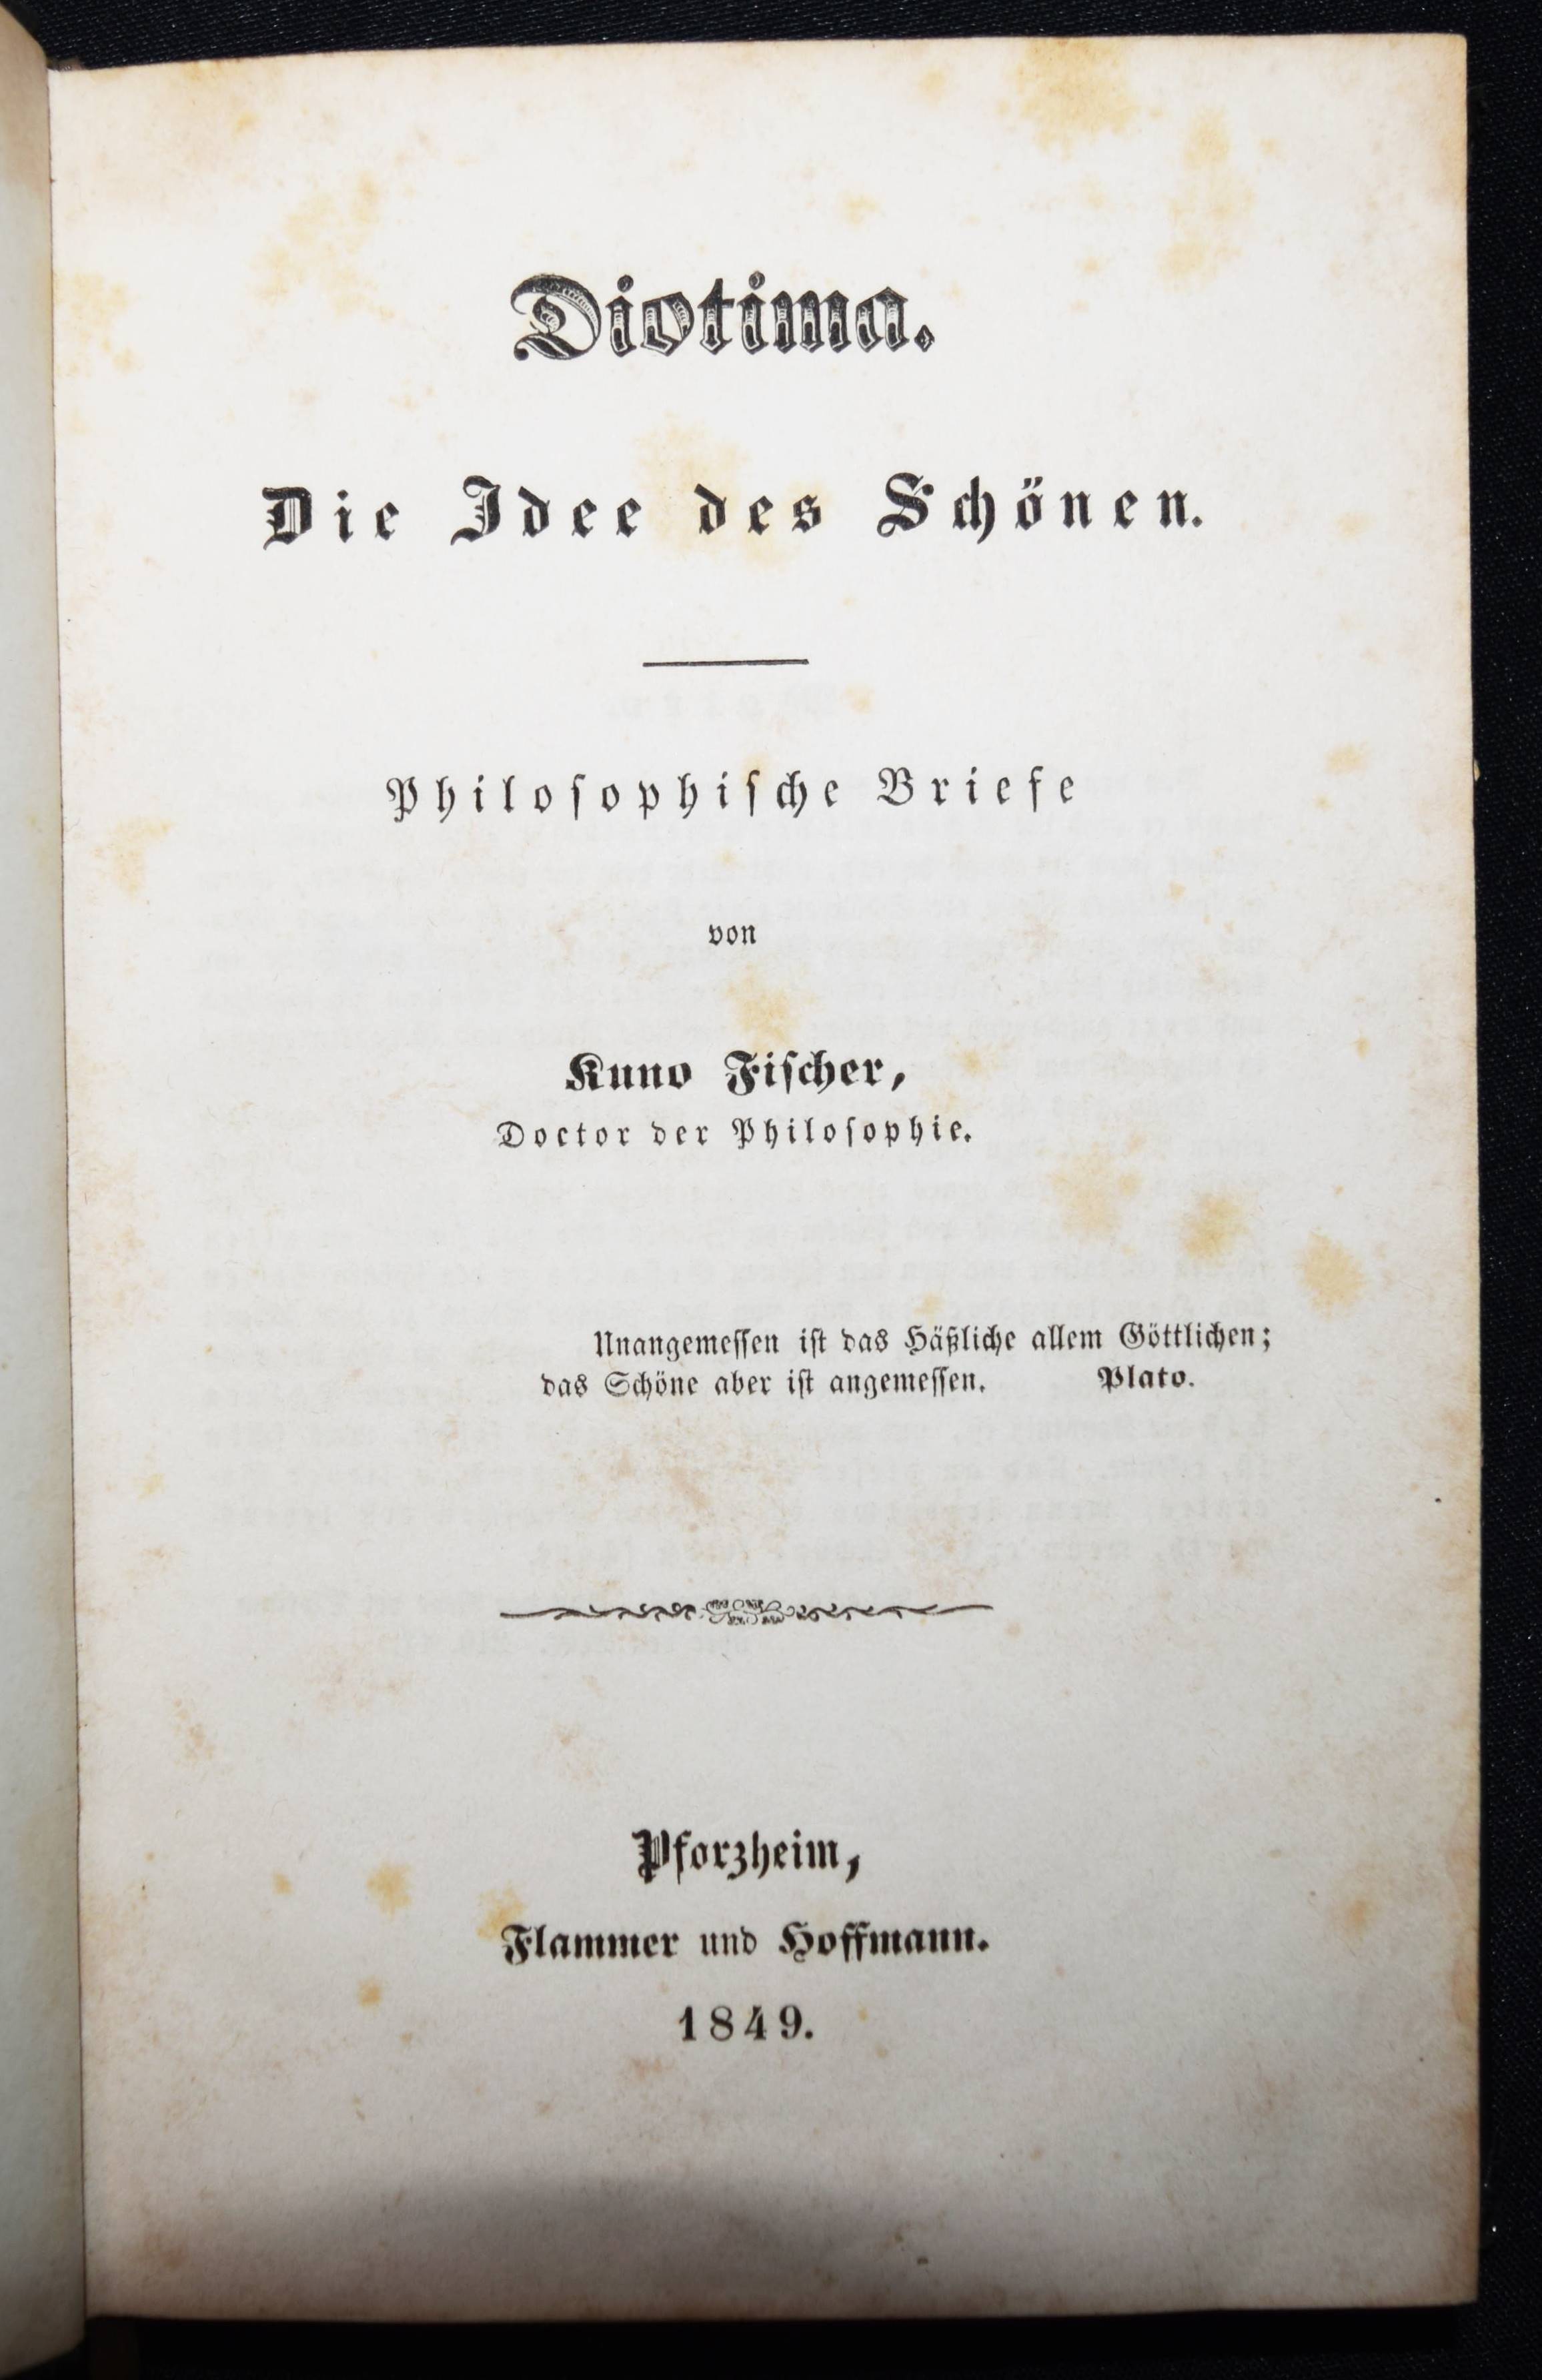 Diotima.
Die Idee des Schönen.
Philoſophiſche Briefe
von
Kuno Fiſcher,
Doctor der Philoſophie.
Unangemeſſen iſt das Häßliche allem Göttlichen;
das Schöne aber iſt angemeſſen. Plato.
Pforzheim,
Flammer und Hoffmann.
1849.